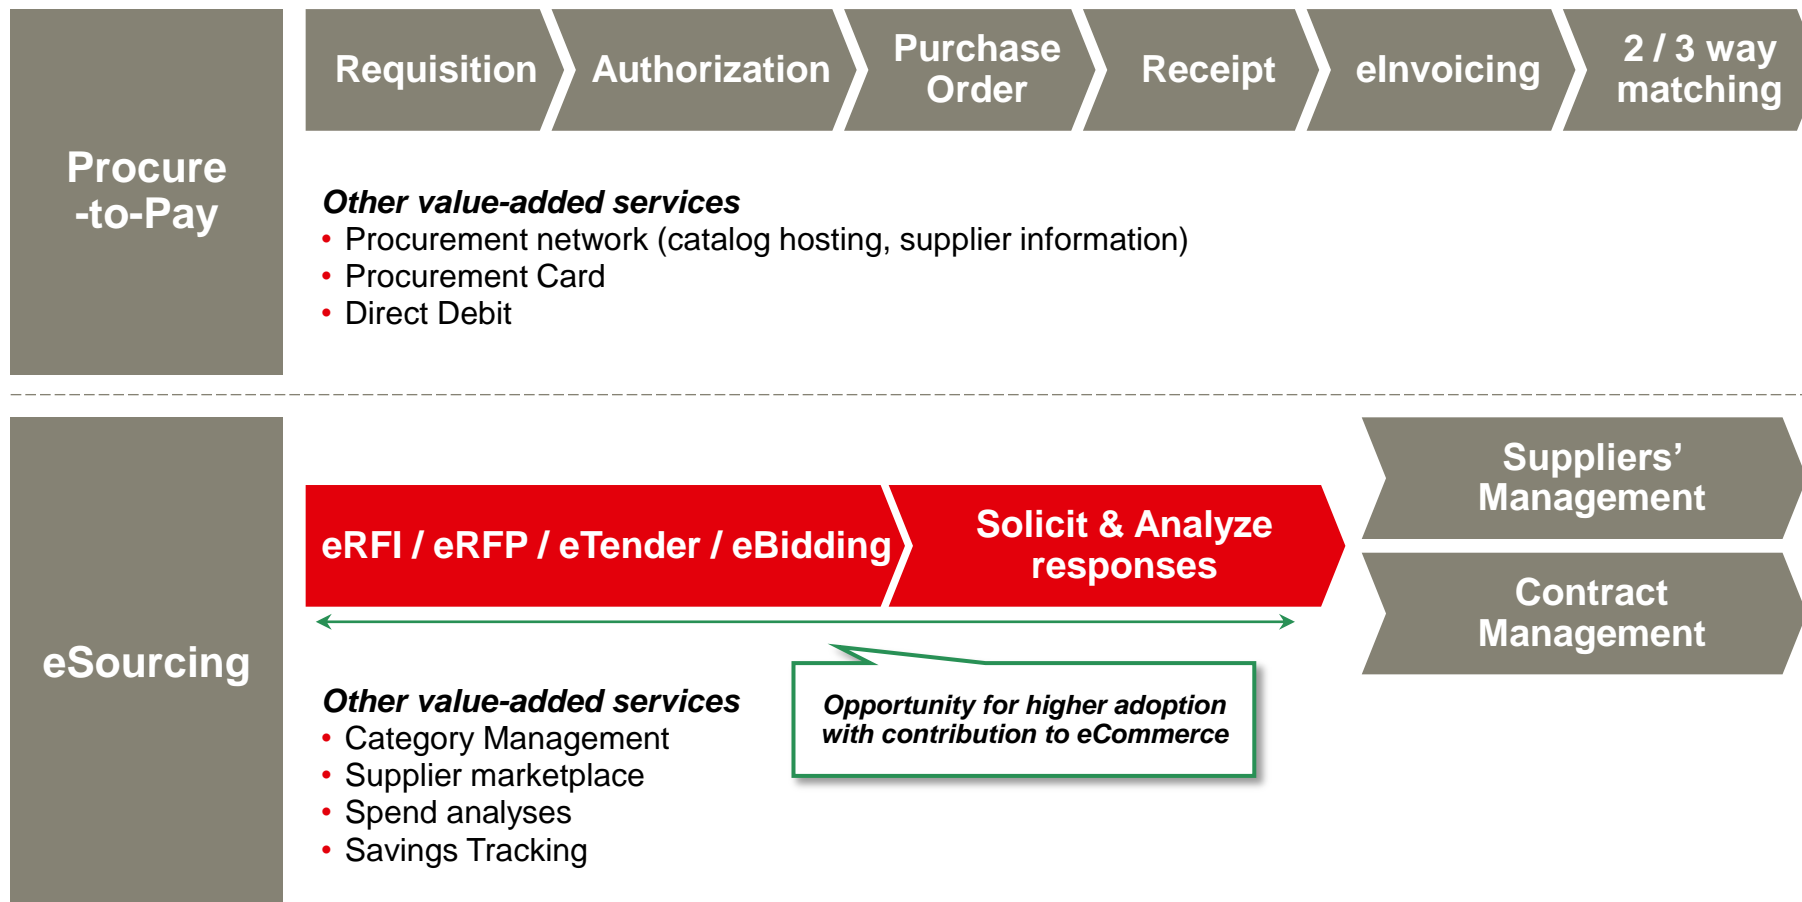 Procure
-to-Pay
Requisition
Authorization
Purchase
Order
Receipt
eInvoicing
2 / 3 way
matching
Other value-added services
• Procurement network (catalog hosting, supplier information)
• Procurement Card
• Direct Debit
eSourcing
eRFI / eRFP / eTender / eBidding
Solicit & Analyze
responses
Suppliers’
Management
Contract
Management
Opportunity for higher adoption
with contribution to eCommerce
Other value-added services
• Category Management
• Supplier marketplace
• Spend analyses
• Savings Tracking